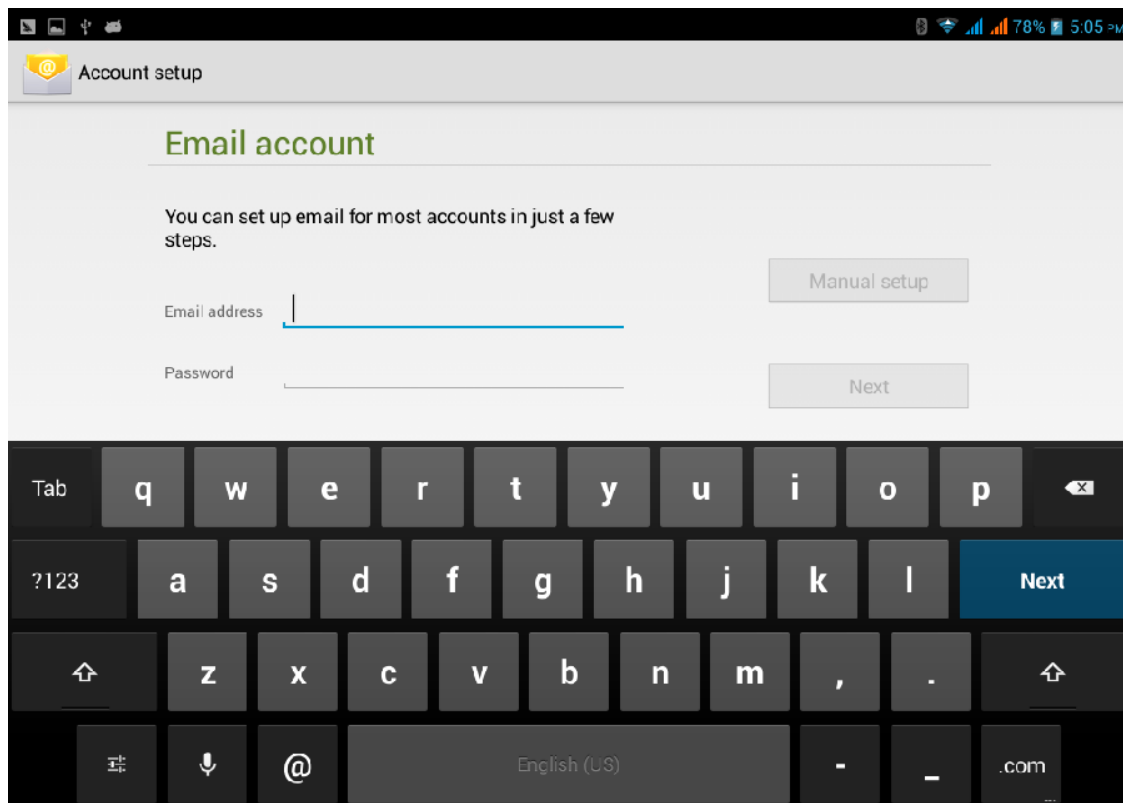 78% 5:05 PM
Account setup
Email account
You can set up email for most accounts in just a few
steps.
Manual setup
Email address
Password
Next
Tab q w e r t y u i o p
?123 a s d f g h j k l Next
z x c v b n m , .
@ English (US) - _ .com